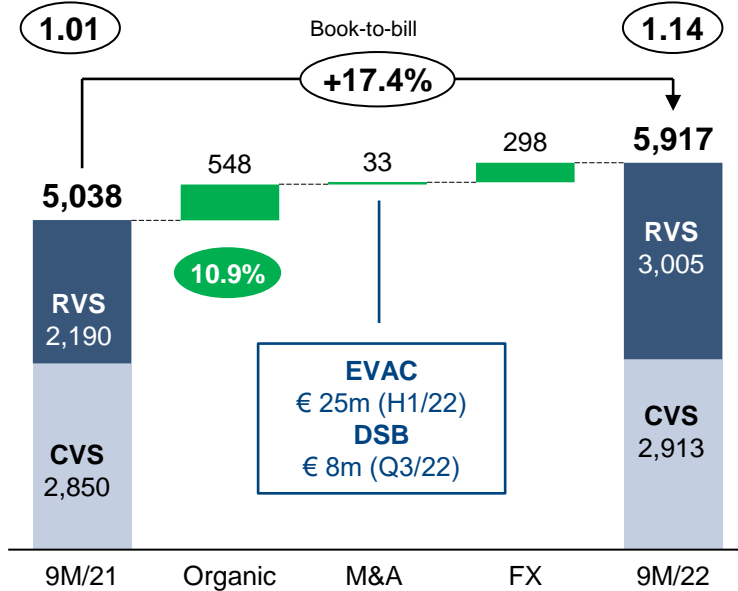 1.01
Book-to-bill
1.14
+17.4%
548
33
298
5,917
5,038
10.9%
RVS
3,005
RVS
2,190
EVAC
€ 25m (H1/22)
DSB
€ 8m (Q3/22)
CVS
2,850
CVS
2,913
9M/21
Organic
M&A
FX
9M/22